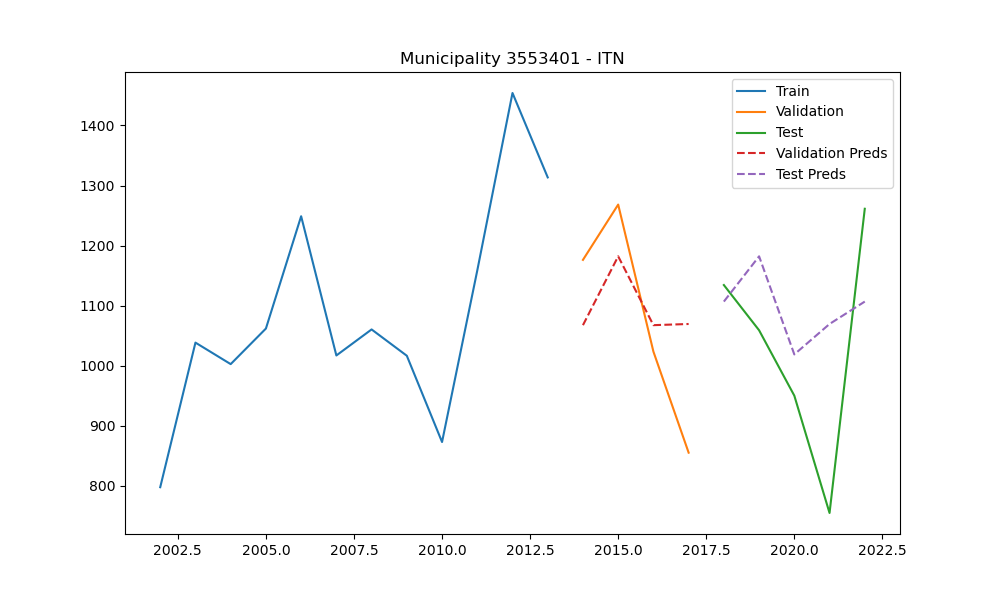 Municipality 3553401 - ITN
Train
Validation
Test
Validation Preds
Test Preds
1400
1300
1200
1100
1000
900
800
2002.5 2005.0 2007.5 2010.0 2012.5 2015.0 2017.5 2020.0 2022.5